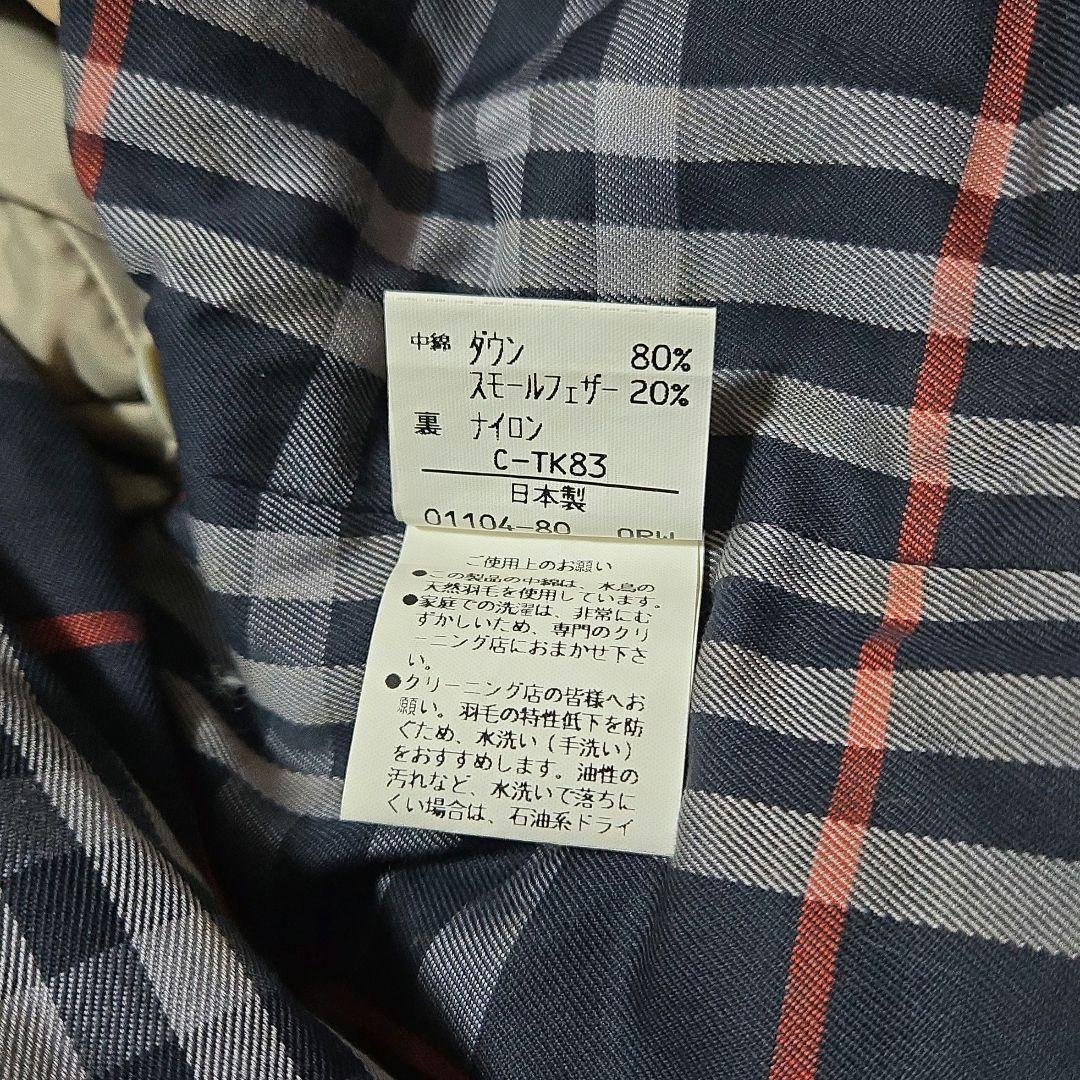 中綿 ダウン 80%
スモールフェザー 20%
裏 ナイロン
C-TK83
日本製
01104-80 ORW
ご使用上のお願い
●この製品の中綿は、水鳥の
天然羽毛を使用しています。
●家庭での洗濯は、非常にむ
ずかしいため、専門のクリ
ーニング店におまかせ下さ
い。
●クリーニング店の皆様へお
願い。羽毛の特性低下を防
ぐため、水洗い(手洗い)
をおすすめします。油性の
汚れなど、水洗いで落ちに
くい場合は、石油系ドライ